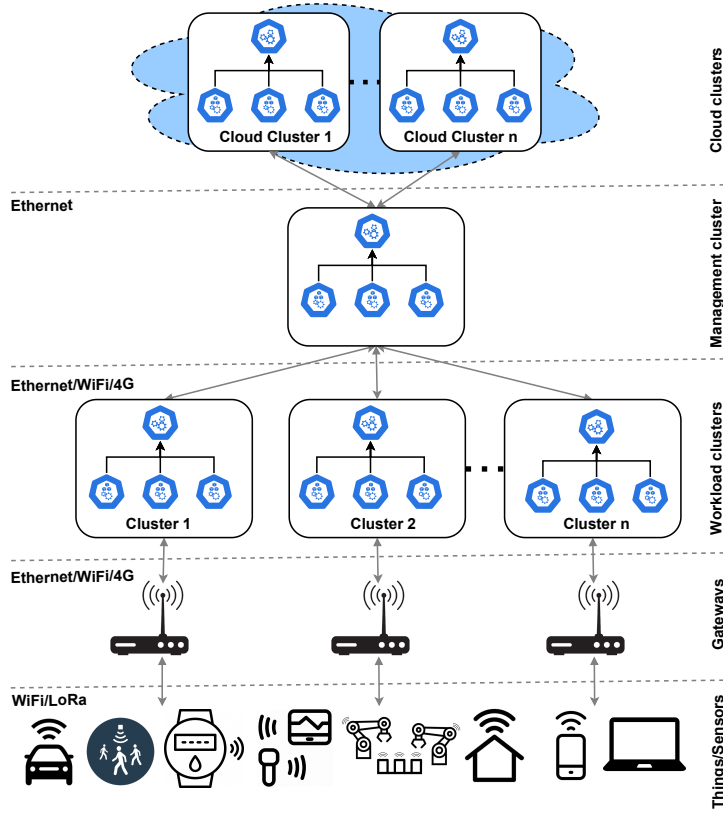 Cloud Cluster 1
Cloud Cluster n
Cloud clusters
Ethernet
Management cluster
Ethernet/WiFi/4G
Cluster 1
Cluster 2
Cluster n
Workload clusters
Ethernet/WiFi/4G
Gateways
WiFi/LoRa
Things/Sensors